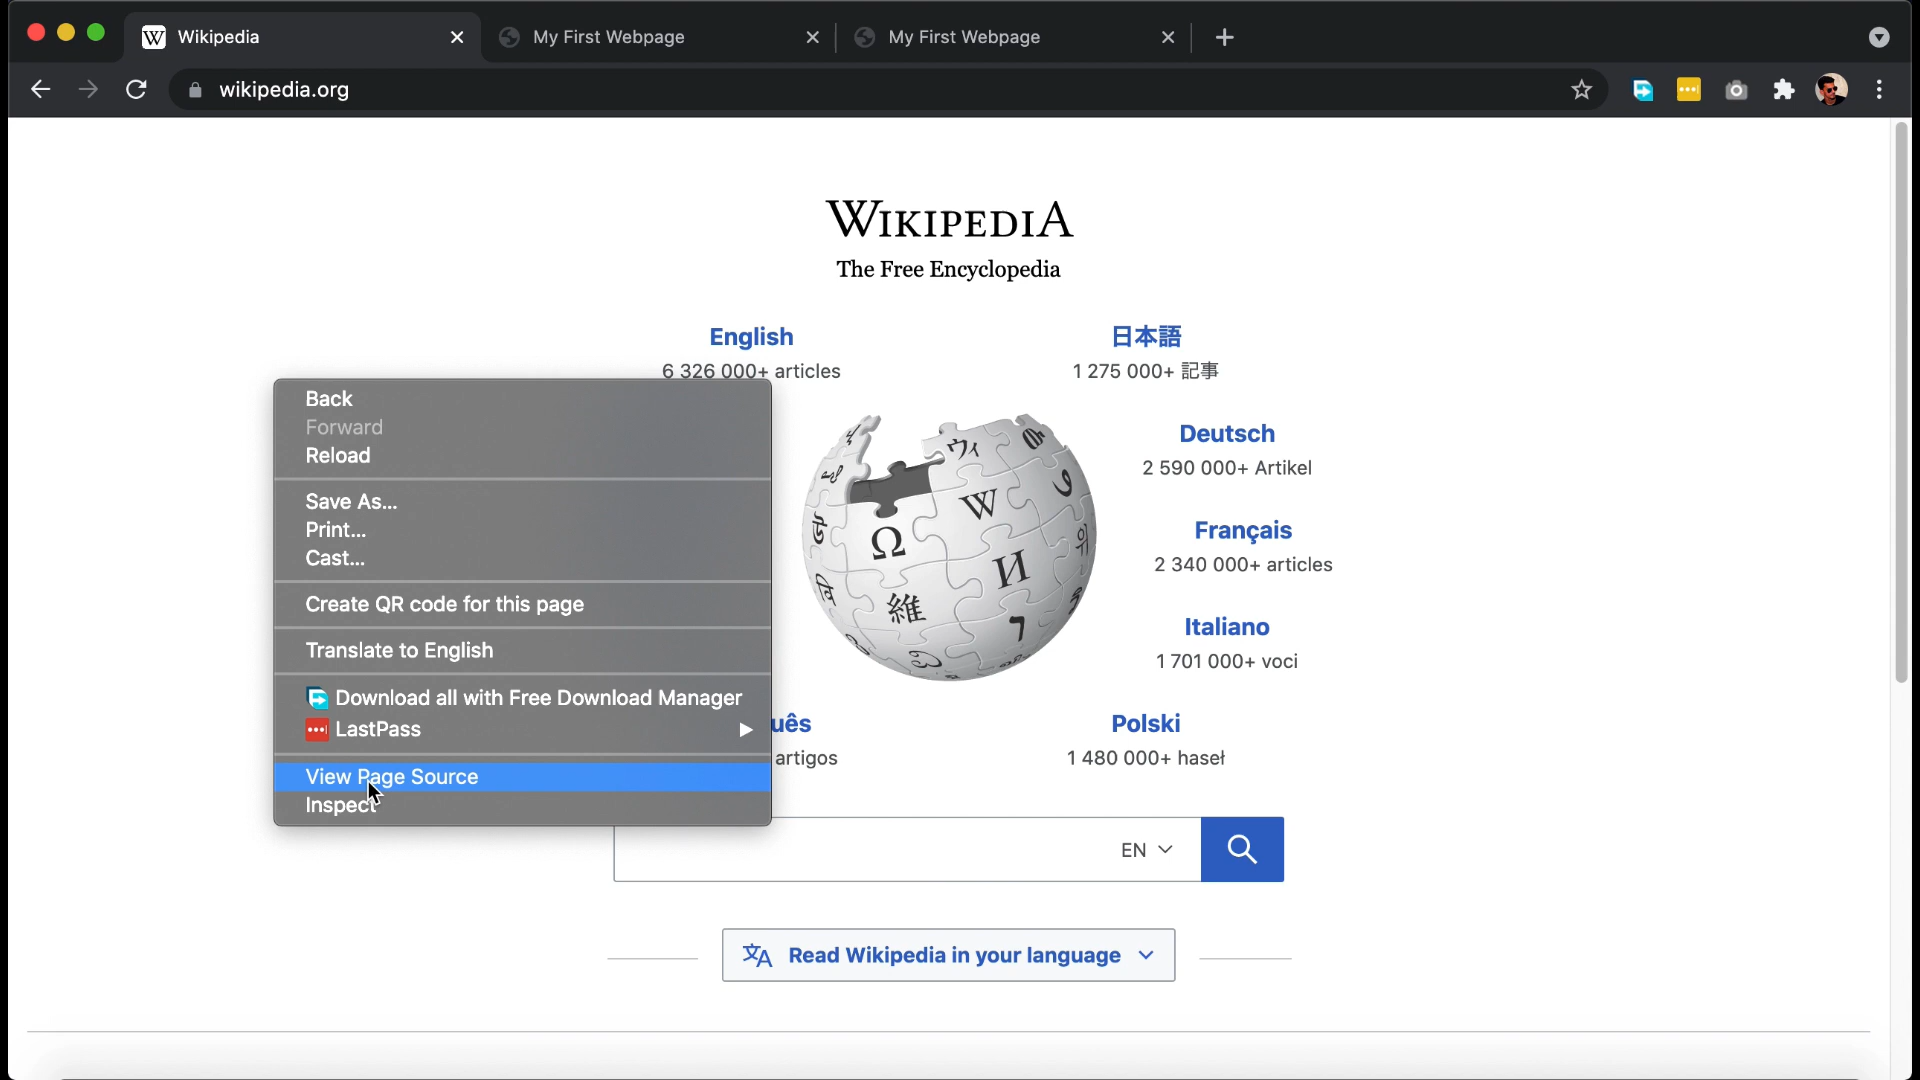 Wikipedia
My First Webpage
My First Webpage
wikipedia.org
WIKIPEDIA
The Free Encyclopedia
English
6 326 000+ articles
日本語
1 275 000+ 記事
Deutsch
2 590 000+ Artikel
Français
2 340 000+ articles
Italiano
1 701 000+ voci
Back
Forward
Reload
Save As...
Print...
Cast...
Create QR code for this page
Translate to English
Download all with Free Download Manager
LastPass
View Page Source
Inspect
uês
artigos
Polski
1 480 000+ haseł
Ω W И 維 ウィ
EN
Read Wikipedia in your language